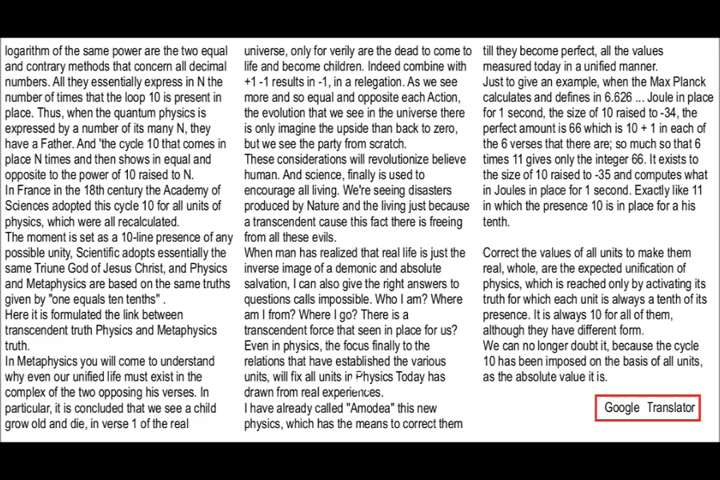 logarithm of the same power are the two equal
and contrary methods that concern all decimal
numbers. All they essentially express in N the
number of times that the loop 10 is present in
place. Thus, when the quantum physics is
expressed by a number of its many N, they
have a Father. And 'the cycle 10 that comes in
place N times and then shows in equal and
opposite to the power of 10 raised to N.
In France in the 18th century the Academy of
Sciences adopted this cycle 10 for all units of
physics, which were all recalculated.
The moment is set as a 10-line presence of any
possible unity, Scientific adopts essentially the
same Triune God of Jesus Christ, and Physics
and Metaphysics are based on the same truths
given by "one equals ten tenths" .
Here it is formulated the link between
transcendent truth Physics and Metaphysics
truth.
In Metaphysics you will come to understand
why even our unified life must exist in the
complex of the two opposing his verses. In
particular, it is concluded that we see a child
grow old and die, in verse 1 of the real
universe, only for verily are the dead to come to
life and become children. Indeed combine with
+1 -1 results in -1, in a relegation. As we see
more and so equal and opposite each Action,
the evolution that we see in the universe there
is only imagine the upside than back to zero,
but we see the party from scratch.
These considerations will revolutionize believe
human. And science, finally is used to
encourage all living. We're seeing disasters
produced by Nature and the living just because
a transcendent cause this fact there is freeing
from all these evils.
When man has realized that real life is just the
inverse image of a demonic and absolute
salvation, I can also give the right answers to
questions calls impossible. Who I am? Where
am I from? Where I go? There is a
transcendent force that seen in place for us?
Even in physics, the focus finally to the
relations that have established the various
units, will fix all units in Physics Today has
drawn from real experiences.
I have already called "Amodea" this new
physics, which has the means to correct them
till they become perfect, all the values
measured today in a unified manner.
Just to give an example, when the Max Planck
calculates and defines in 6.626 ... Joule in place
for 1 second, the size of 10 raised to -34, the
perfect amount is 66 which is 10 + 1 in each of
the 6 verses that there are; so much so that 6
times 11 gives only the integer 66. It exists to
the size of 10 raised to -35 and computes what
in Joules in place for 1 second. Exactly like 11
in which the presence 10 is in place for a his
tenth.
Correct the values of all units to make them
real, whole, are the expected unification of
physics, which is reached only by activating its
truth for which each unit is always a tenth of its
presence. It is always 10 for all of them,
although they have different form.
We can no longer doubt it, because the cycle
10 has been imposed on the basis of all units,
as the absolute value it is.
Google Translator